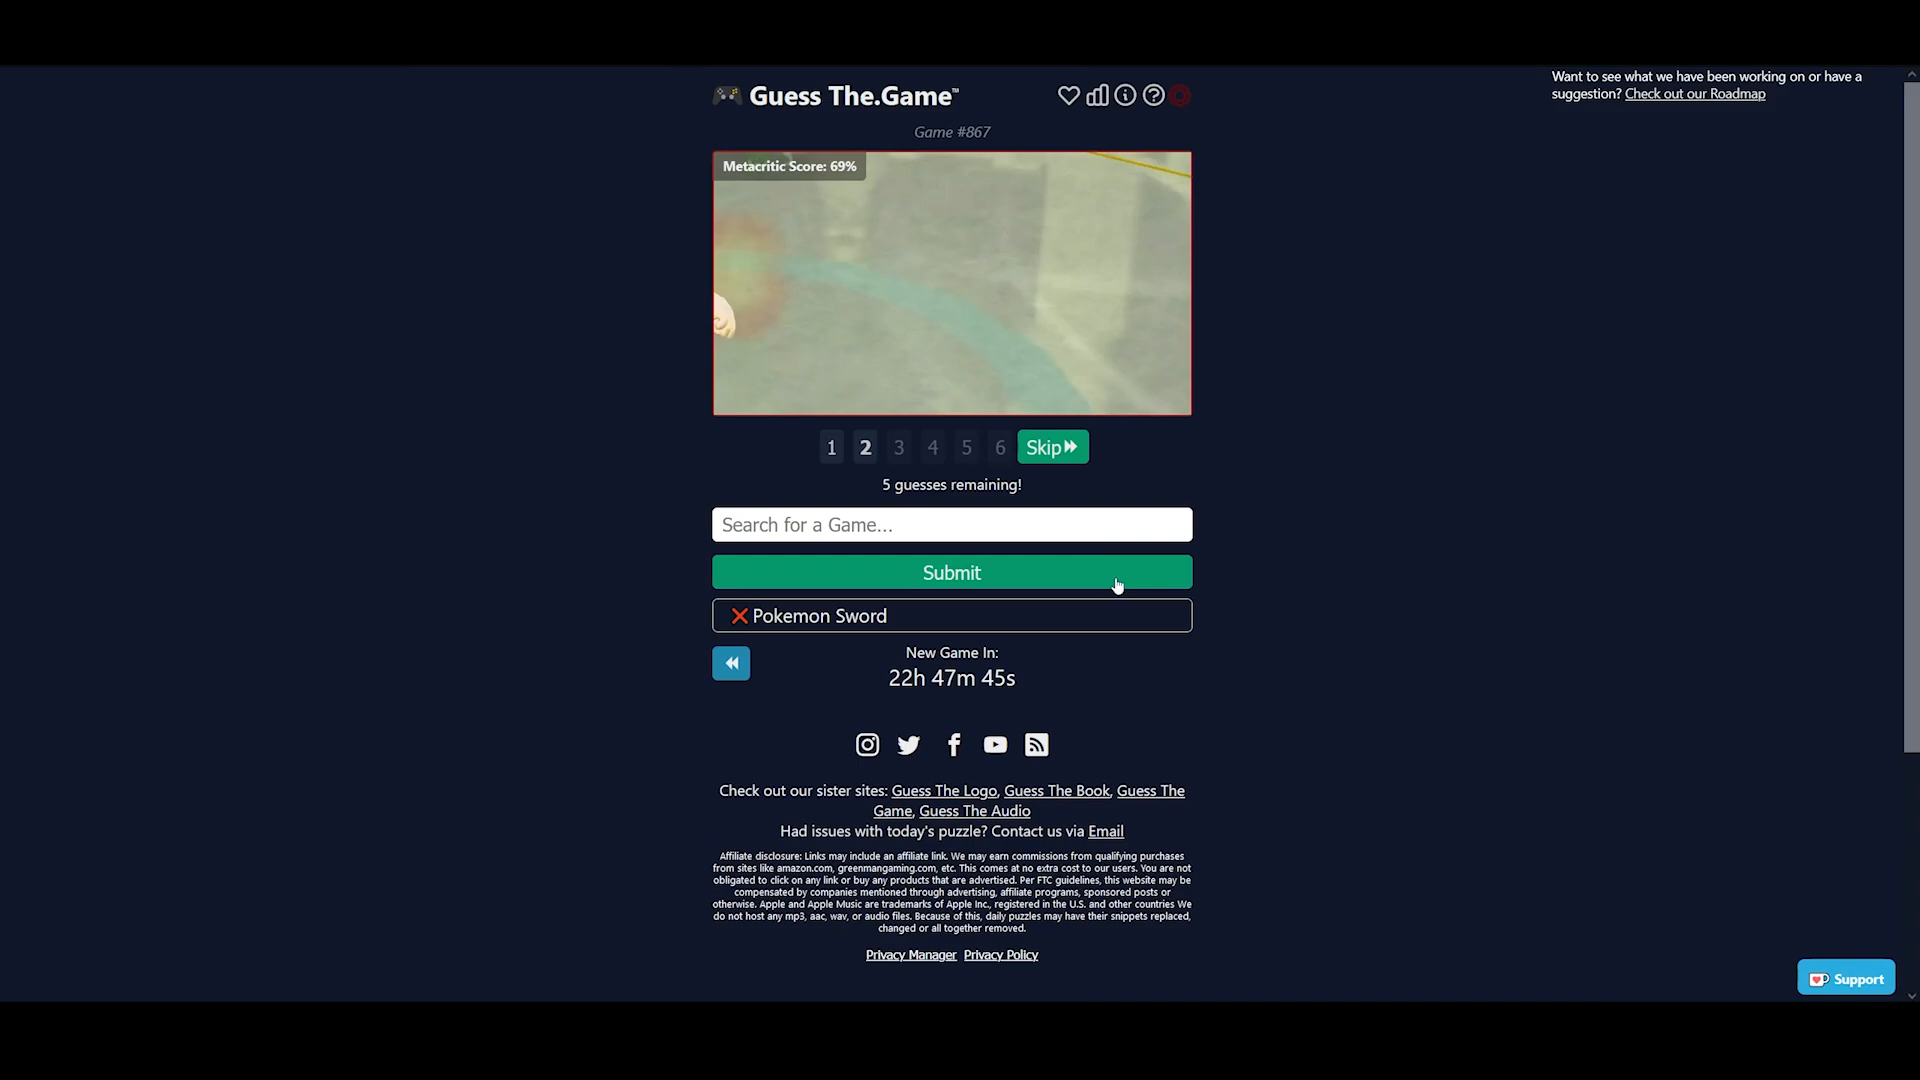 Want to see what we have been working on or have a
suggestion? Check out our Roadmap
Guess The.Game™
Game #867
Metacritic Score: 69%
1 2 3 4 5 6 Skip
5 guesses remaining!
Search for a Game...
Submit
Pokemon Sword
New Game In:
22h 47m 45s
Check out our sister sites: Guess The Logo, Guess The Book, Guess The
Game, Guess The Audio
Had issues with today's puzzle? Contact us via Email
Affiliate disclosure: Links may include an affiliate link. We may earn commissions from qualifying purchases
from sites like amazon.com, greenmangaming.com, etc. This comes at no extra cost to our users. You are not
obligated to click on any link or buy any products that are advertised. Per FTC guidelines, this website may be
compensated by companies mentioned through advertising, affiliate programs, sponsored posts or
otherwise. Apple and Apple Music are trademarks of Apple Inc., registered in the U.S. and other countries We
do not host any mp3, aac, wav, or audio files. Because of this, daily puzzles may have their snippets replaced,
changed or all together removed.
Privacy Manager Privacy Policy
Support